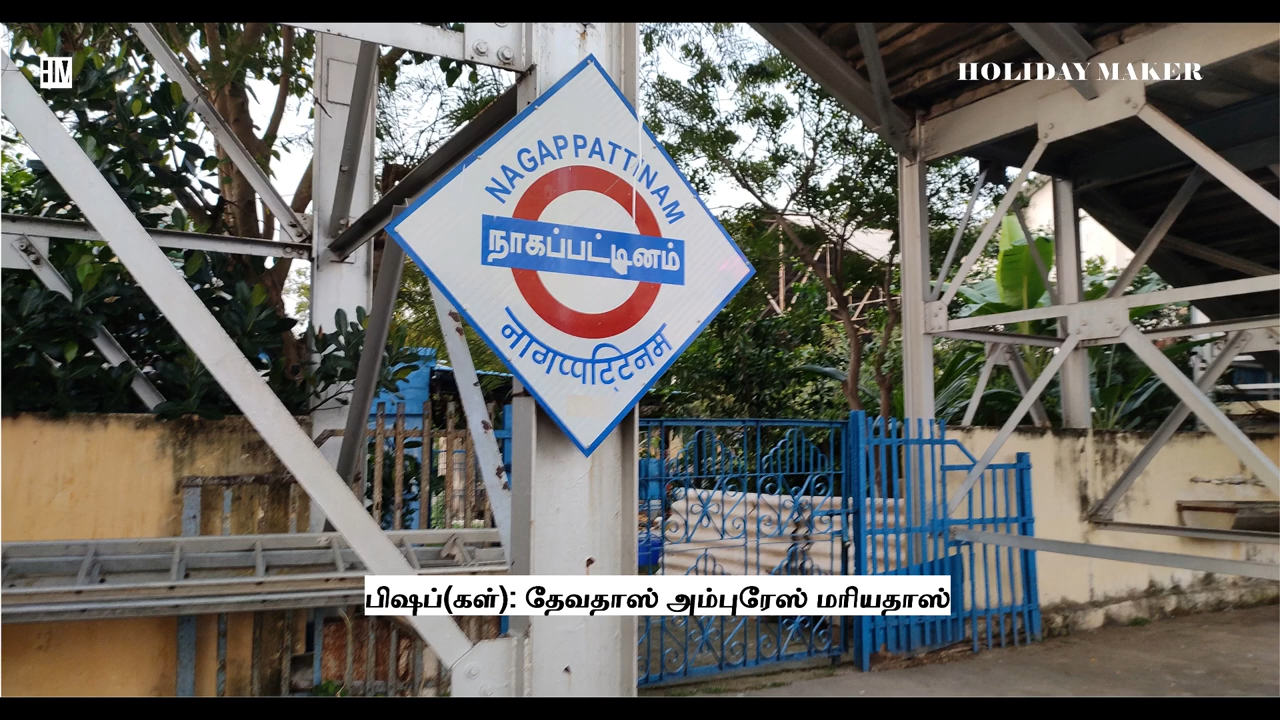 HM
HOLIDAY MAKER
NAGAPPATTINAM
நாகப்பட்டினம்
नागप्पट्टिनम
பிஷப்(கள்): தேவதாஸ் அம்புரேஸ் மரியதாஸ்